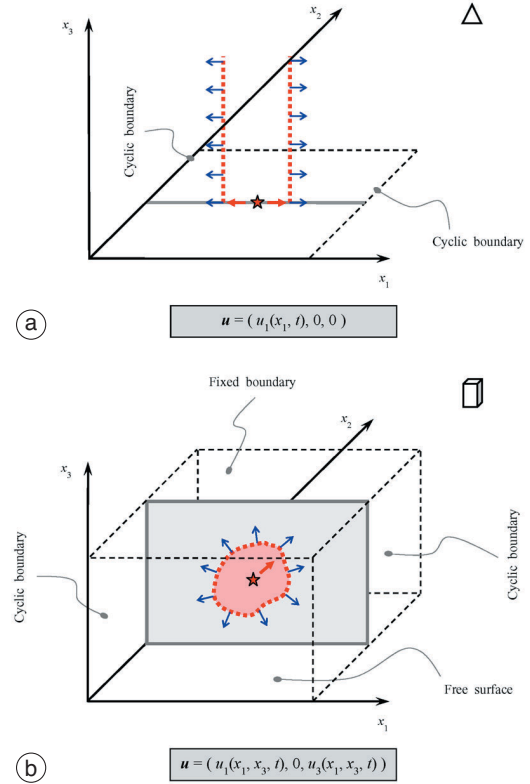 x₂
x₃
Cyclic boundary
Cyclic boundary
x₁
a
u = ( u₁(x₁, t), 0, 0 )
Fixed boundary
x₂
x₃
Cyclic boundary
Cyclic boundary
Free surface
x₁
b
u = ( u₁(x₁, x₃, t), 0, u₃(x₁, x₃, t) )